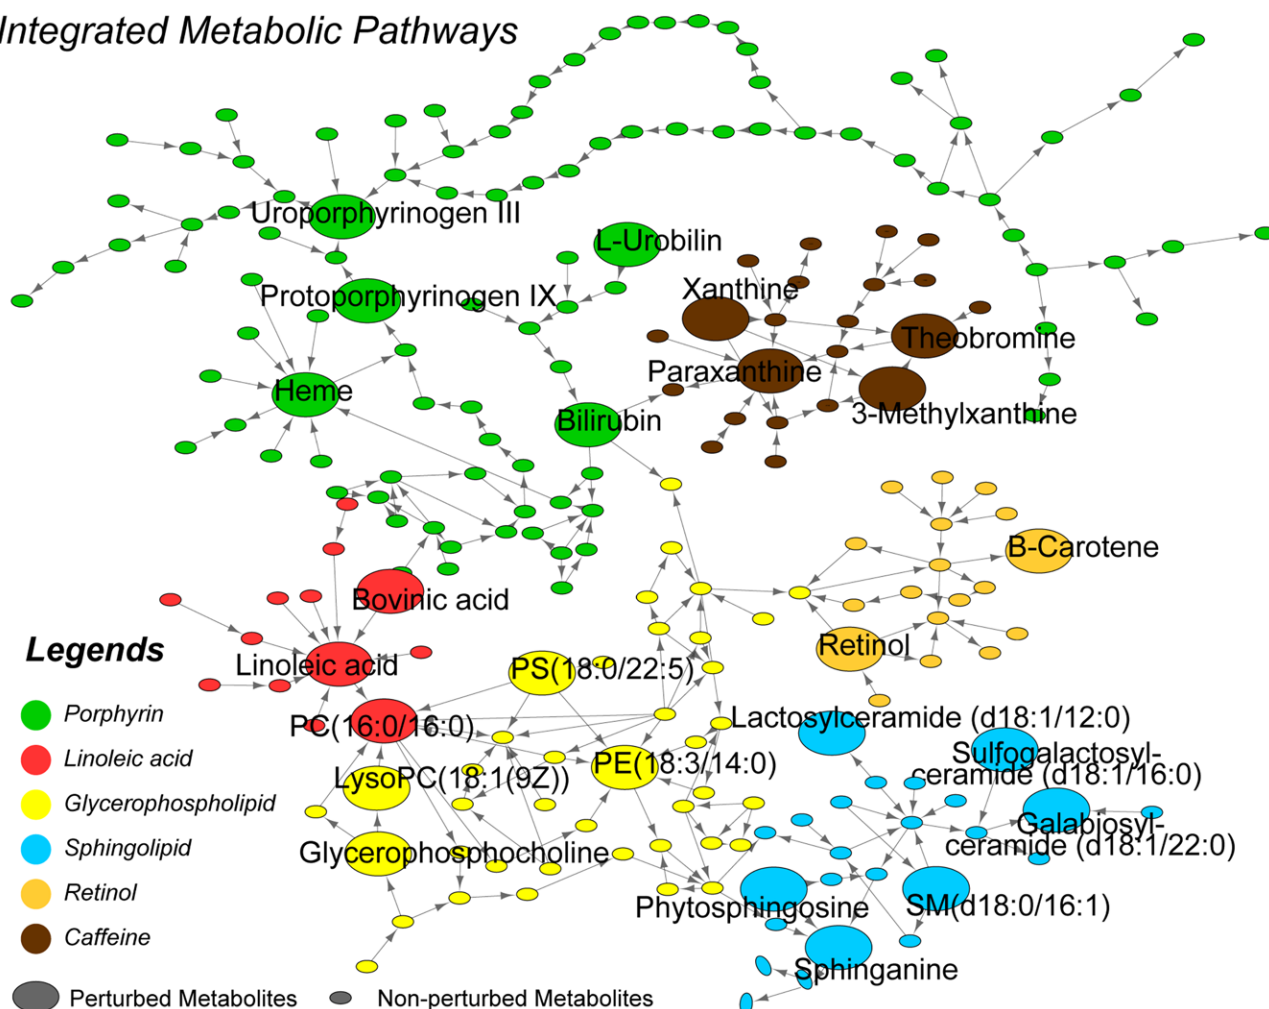 Integrated Metabolic Pathways
Uroporphyrinogen III
L-Urobilin
Protoporphyrinogen IX
Xanthine
Theobromine
Paraxanthine
Heme
3-Methylxanthine
Bilirubin
B-Carotene
Bovinic acid
Retinol
Linoleic acid
PS(18:0/22:5)
PC(16:0/16:0)
Lactosylceramide (d18:1/12:0)
Sulfogalactosyl-
ceramide (d18:1/16:0)
PE(18:3/14:0)
LysoPC(18:1(9Z))
Galabiosyl-
ceramide (d18:1/22:0)
Glycerophosphocholine
Phytosphingosine
SM(d18:0/16:1)
Sphinganine
Legends
Porphyrin
Linoleic acid
Glycerophospholipid
Sphingolipid
Retinol
Caffeine
Perturbed Metabolites
Non-perturbed Metabolites